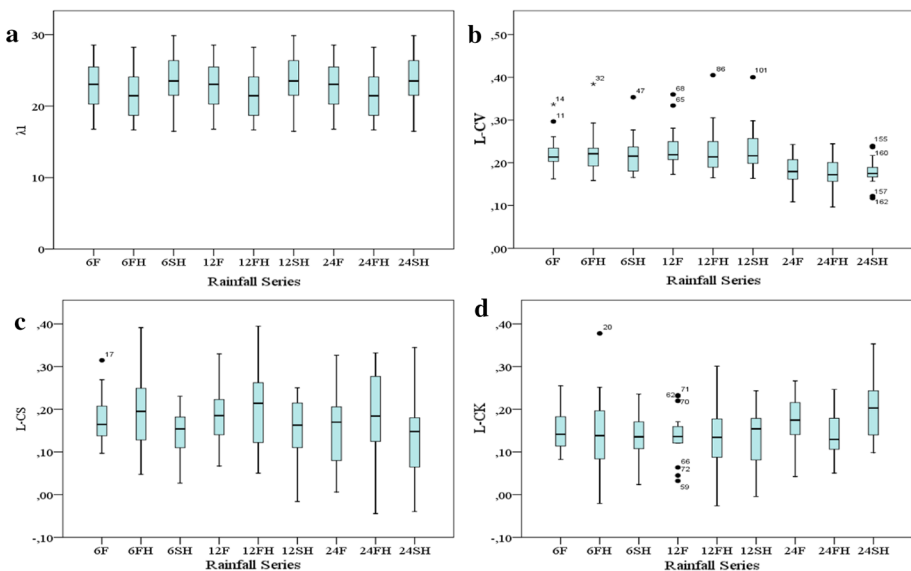 a
30
20
10
0
λ1
6F 6FH 6SH 12F 12FH 12SH 24F 24FH 24SH
Rainfall Series
b
,50
,40
,30
,20
,10
,00
L-CV
14
11
32
47
68
65
86
101
155
160
157
162
6F 6FH 6SH 12F 12FH 12SH 24F 24FH 24SH
Rainfall Series
c
,40
,30
,20
,10
,00
-,10
L-CS
17
6F 6FH 6SH 12F 12FH 12SH 24F 24FH 24SH
Rainfall Series
d
,40
,30
,20
,10
,00
-,10
L-CK
20
62 71
70
66
72
59
6F 6FH 6SH 12F 12FH 12SH 24F 24FH 24SH
Rainfall Series